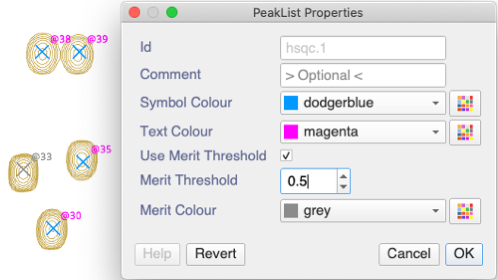 PeakList Properties
@38 @39
Id hsqc.1
Comment > Optional <
Symbol Colour dodgerblue
Text Colour magenta
@33 @35
Use Merit Threshold
Merit Threshold 0.5
Merit Colour grey
@30
Help Revert Cancel OK